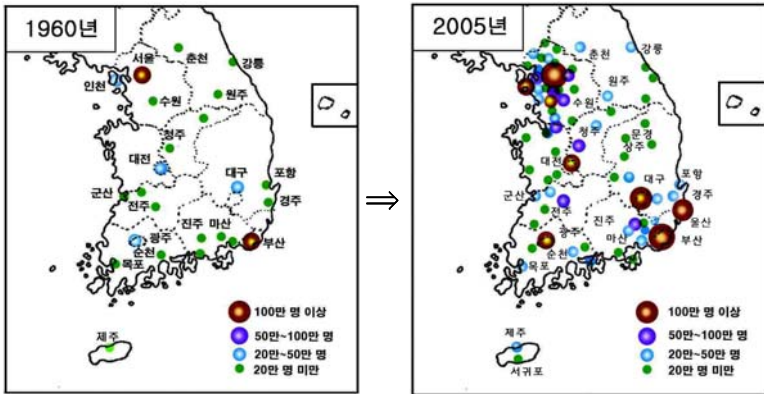 1960년
서울
춘천
강릉
인천
수원
원주
청주
대전
대구
포항
군산
전주
경주
진주
마산
광주
순천
부산
목포
제주
100만 명 이상
50만~100만 명
20만~50만 명
20만 명 미만
⇒
2005년
춘천
강릉
원주
수원
청주
문경
상주
대전
대구
포항
군산
경주
전주
울산
진주
광주
마산
부산
순천
목포
제주
서귀포
100만 명 이상
50만~100만 명
20만~50만 명
20만 명 미만